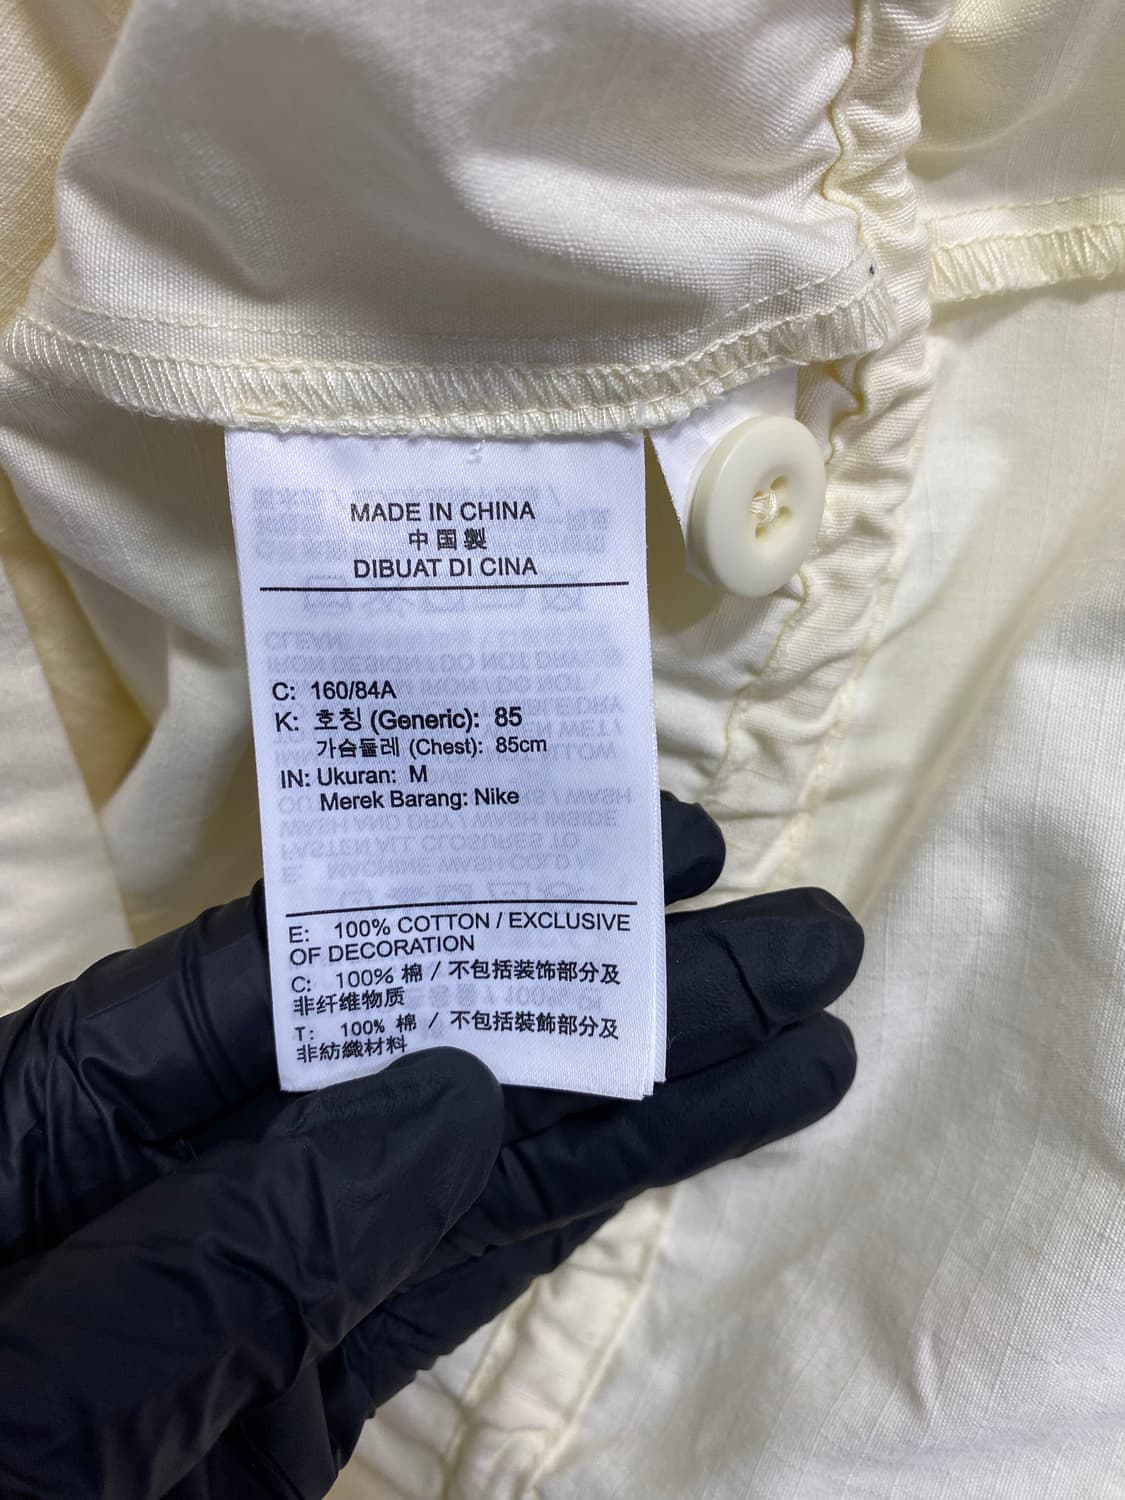 MADE IN CHINA
中国製
DIBUAT DI CINA
C: 160/84A
K: 호칭 (Generic): 85
가슴둘레 (Chest): 85cm
IN: Ukuran: M
Merek Barang: Nike
E: 100% COTTON / EXCLUSIVE
OF DECORATION
C: 100% 棉 / 不包括装饰部分及
非纤维物质
T: 100% 棉 / 不包括裝飾部分及
非紡織材料